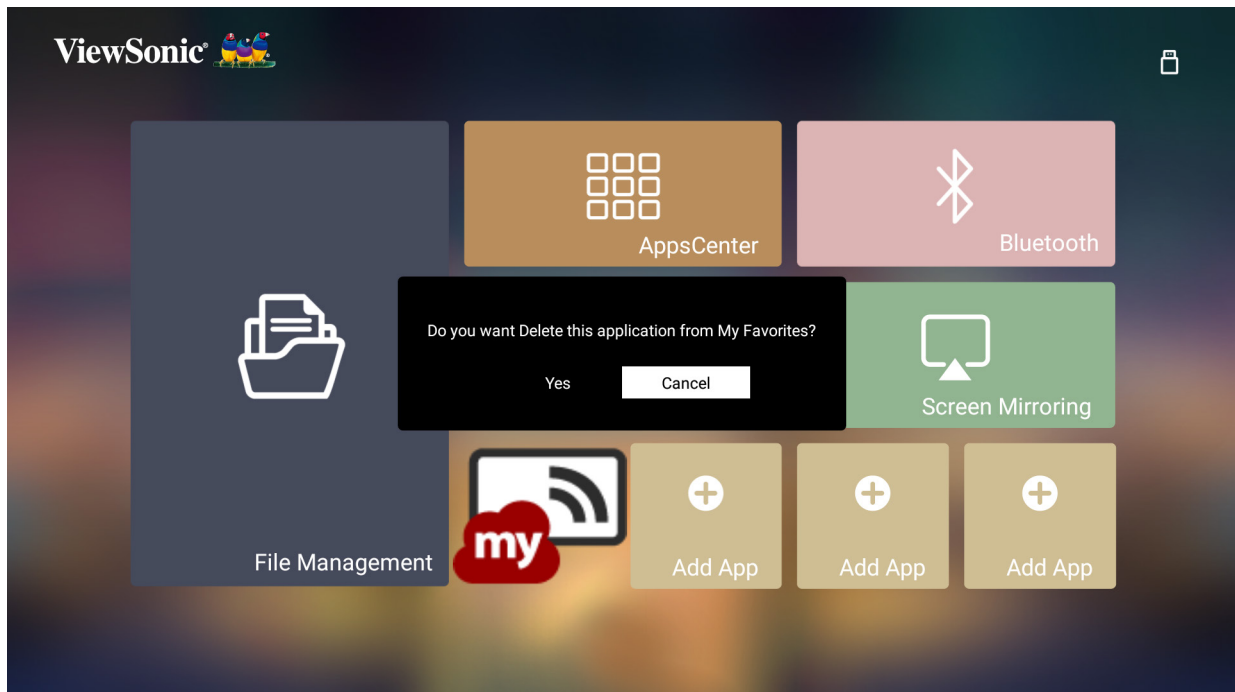 ViewSonic®
AppsCenter
Bluetooth
Do you want Delete this application from My Favorites?
Yes
Cancel
Screen Mirroring
my
File Management
Add App
Add App
Add App